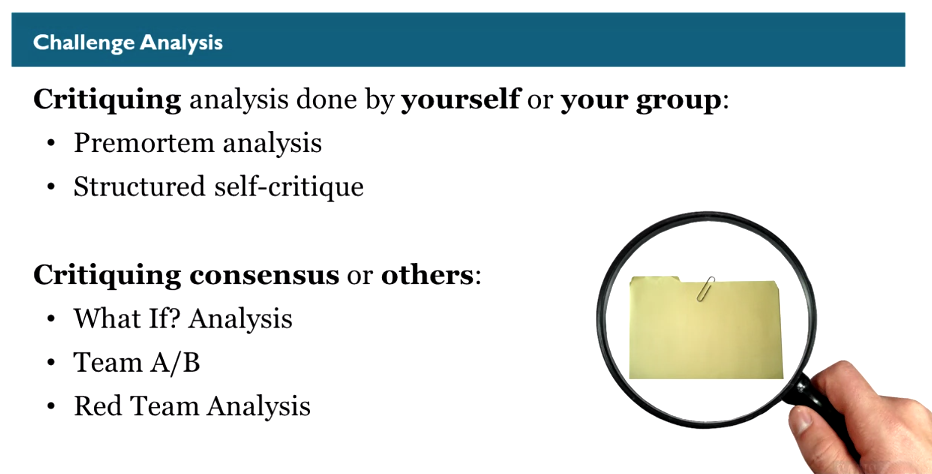 Challenge Analysis
Critiquing analysis done by yourself or your group:
• Premortem analysis
• Structured self-critique
Critiquing consensus or others:
• What If? Analysis
• Team A/B
• Red Team Analysis